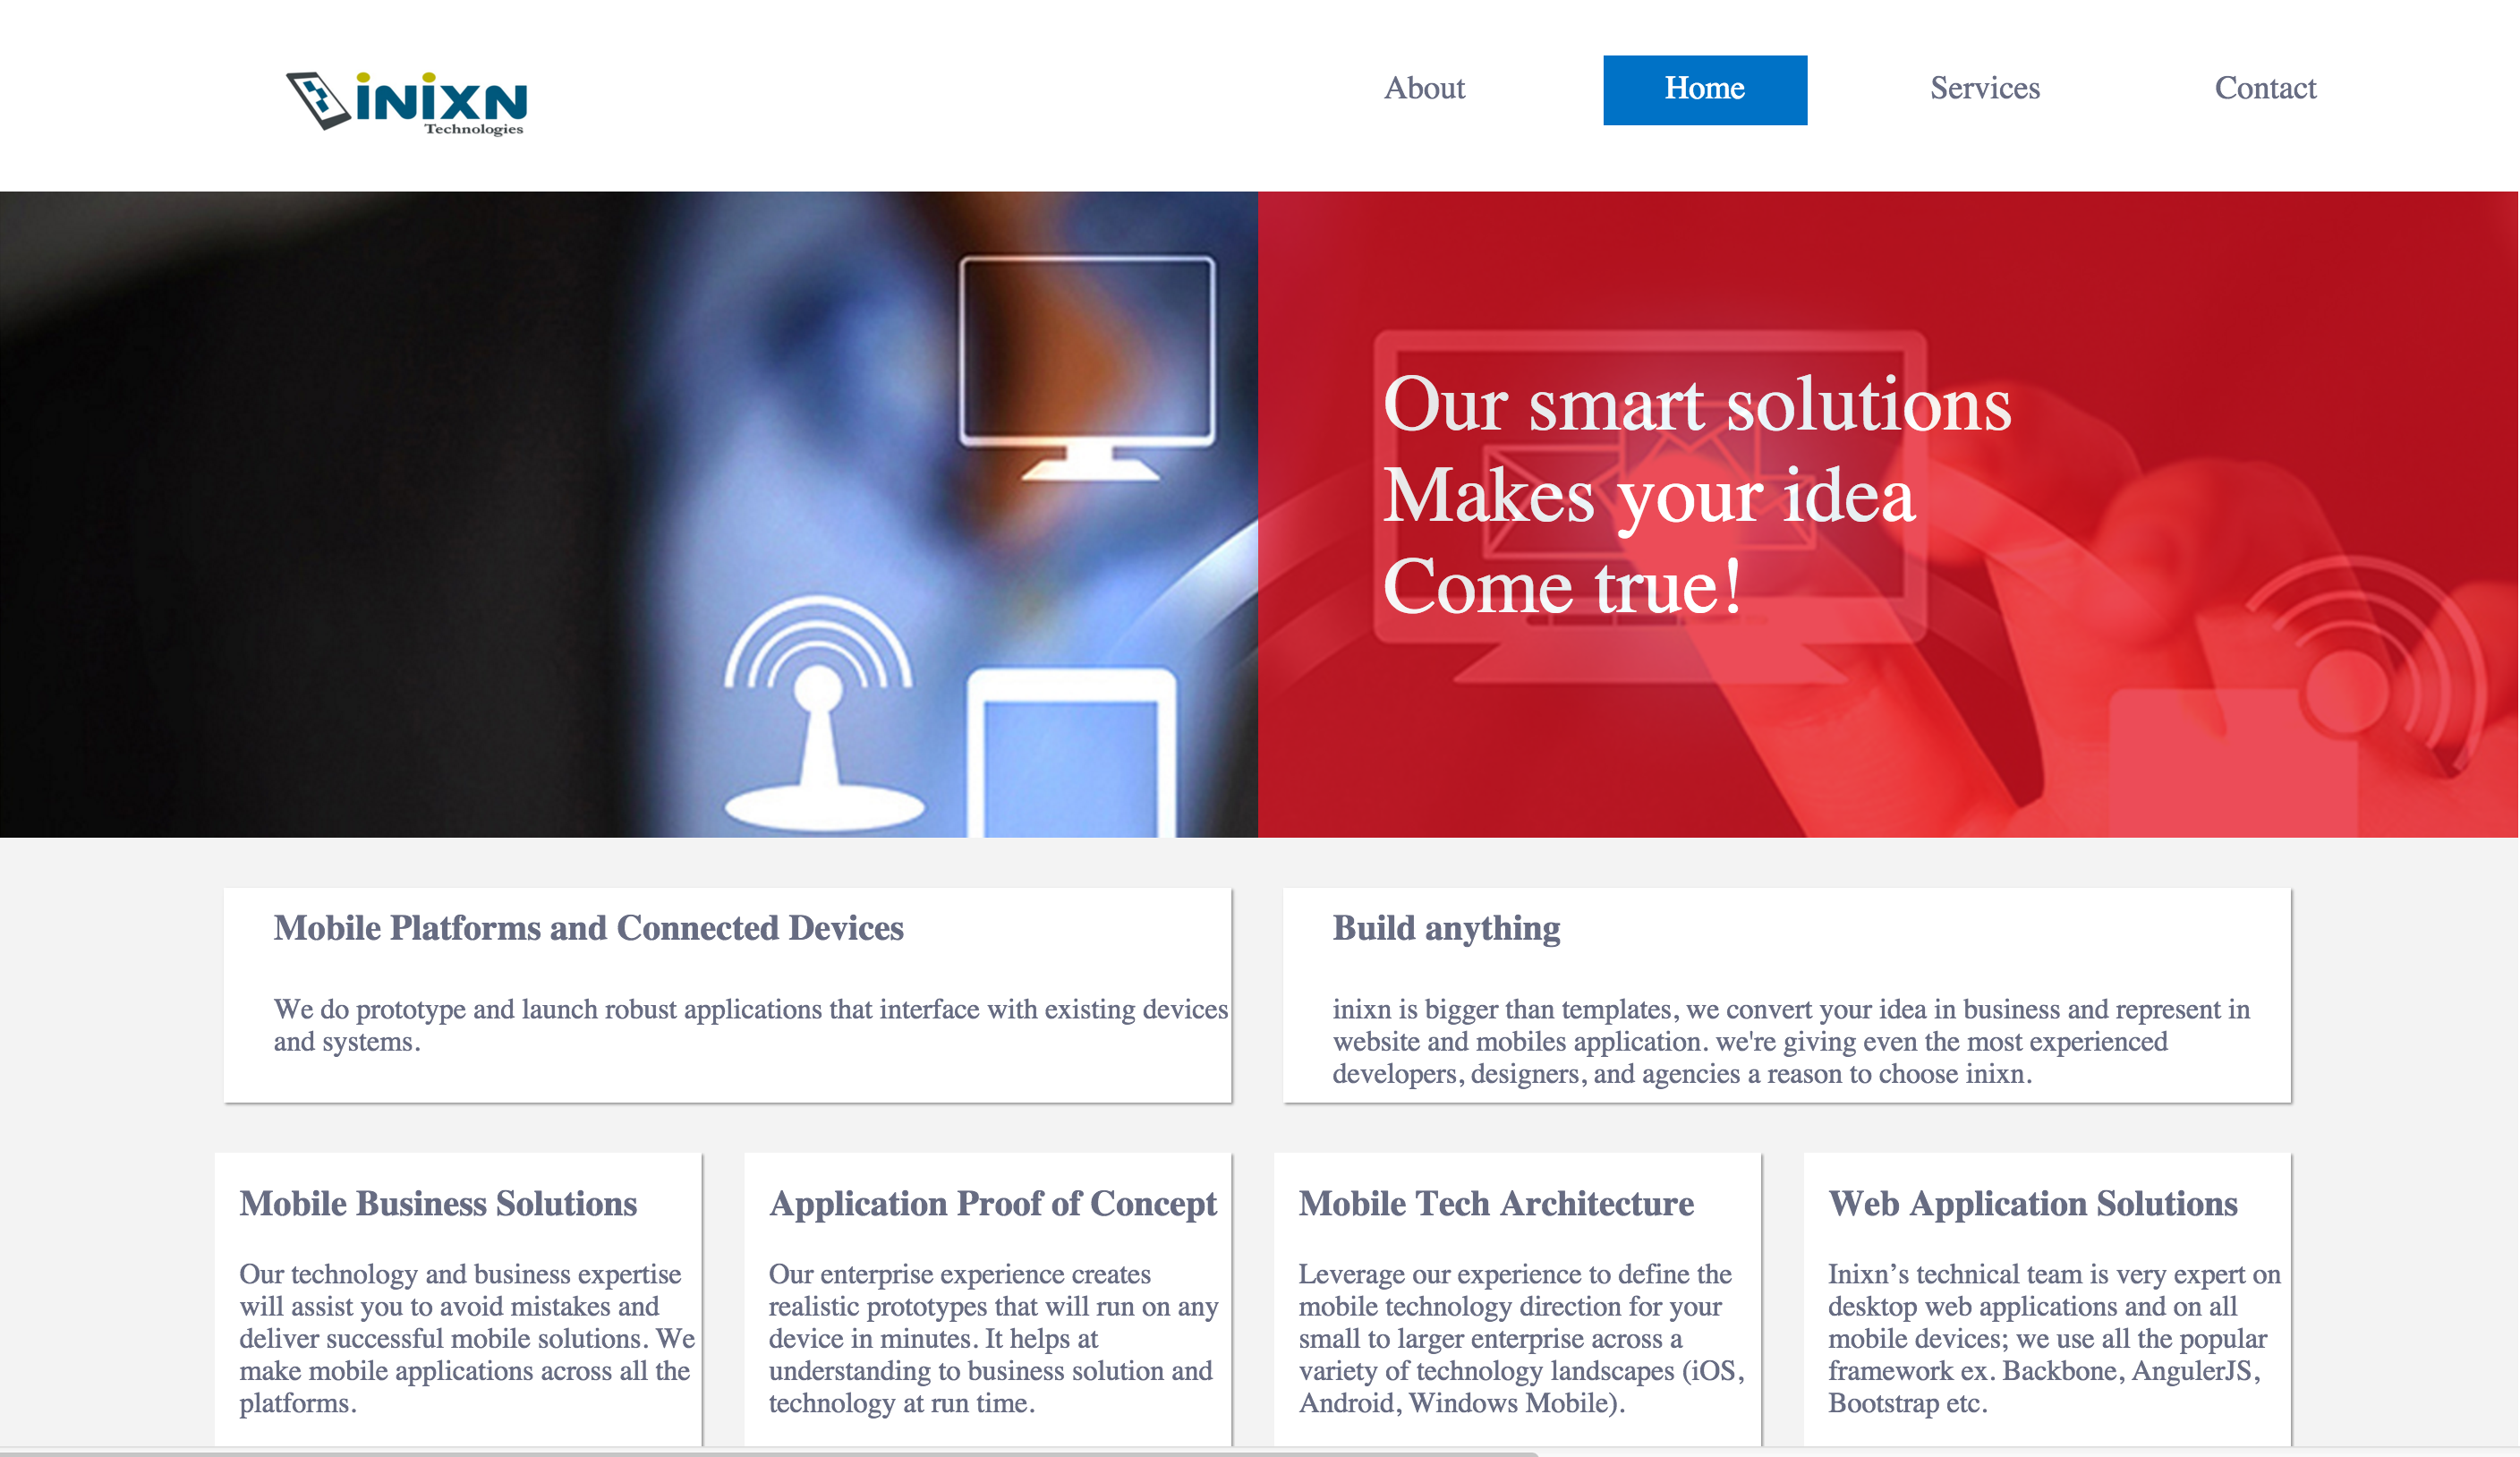 iNiXN
Technologies
About
Home
Services
Contact
Our smart solutions
Makes your idea
Come true!
Mobile Platforms and Connected Devices
We do prototype and launch robust applications that interface with existing devices
and systems.
Build anything
inixn is bigger than templates, we convert your idea in business and represent in
website and mobiles application. we're giving even the most experienced
developers, designers, and agencies a reason to choose inixn.
Mobile Business Solutions
Our technology and business expertise
will assist you to avoid mistakes and
deliver successful mobile solutions. We
make mobile applications across all the
platforms.
Application Proof of Concept
Our enterprise experience creates
realistic prototypes that will run on any
device in minutes. It helps at
understanding to business solution and
technology at run time.
Mobile Tech Architecture
Leverage our experience to define the
mobile technology direction for your
small to larger enterprise across a
variety of technology landscapes (iOS,
Android, Windows Mobile).
Web Application Solutions
Inixn’s technical team is very expert on
desktop web applications and on all
mobile devices; we use all the popular
framework ex. Backbone, AngulerJS,
Bootstrap etc.